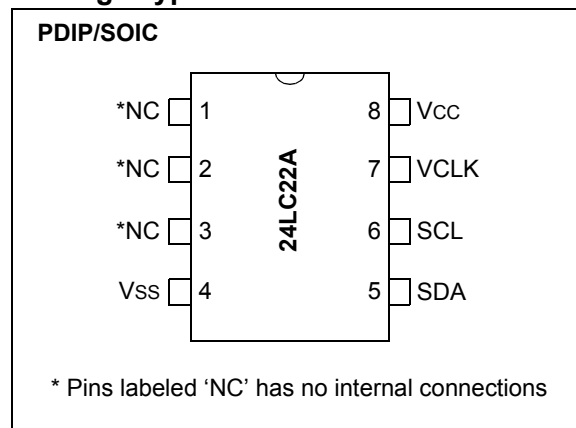 PDIP/SOIC
*NC 1 8 VCC
*NC 2 7 VCLK
*NC 3 6 SCL
VSS 4 5 SDA
24LC22A
* Pins labeled ‘NC’ has no internal connections